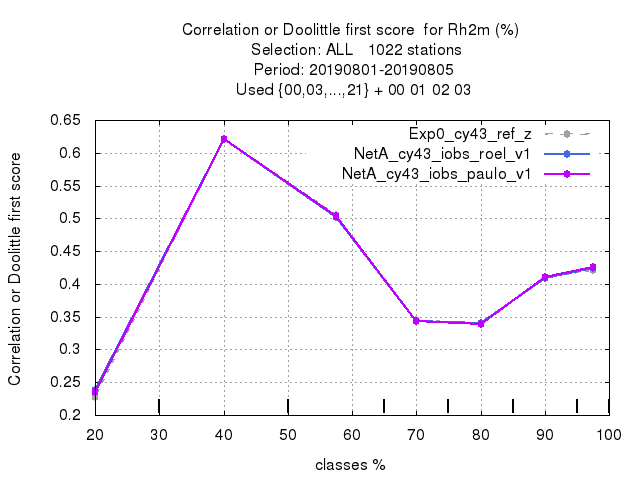 Correlation or Doolittle first score  for Rh2m (%)
Selection: ALL   1022 stations
Period: 20190801-20190805
Used {00,03,...,21} + 00 01 02 03
Correlation or Doolittle first score
0.65
0.6
0.55
0.5
0.45
0.4
0.35
0.3
0.25
0.2
Exp0_cy43_ref_z
NetA_cy43_iobs_roel_v1
NetA_cy43_iobs_paulo_v1
20 30 40 50 60 70 80 90 100
classes %